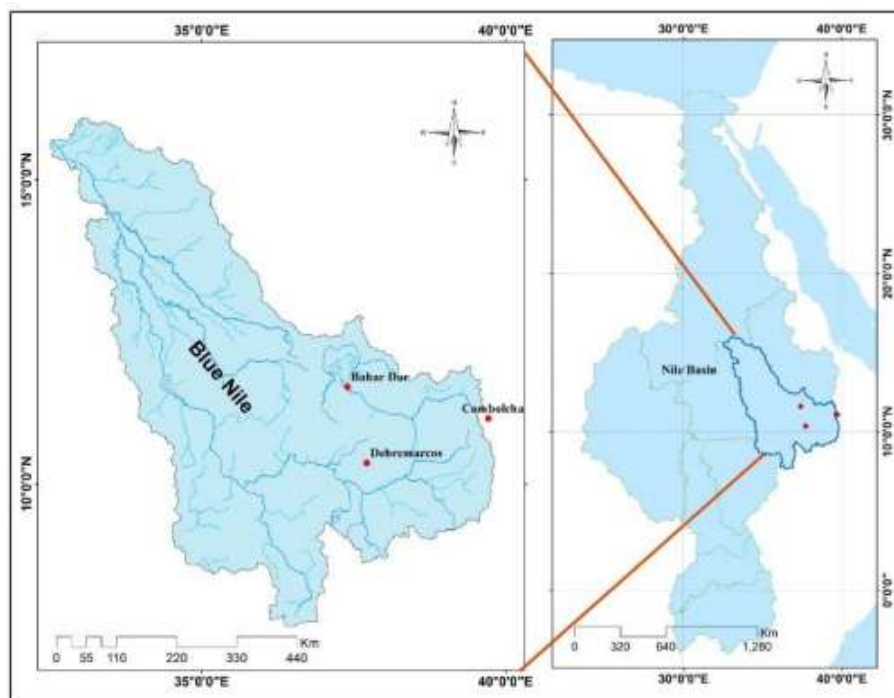 35°0'0"E
40°0'0"E
15°0'0"N
10°0'0"N
Blue Nile
Bahar Dar
Combolcha
Debremarcos
Km
0 55 110 220 330 440
35°0'0"E
40°0'0"E
30°0'0"E
40°0'0"E
30°0'0"N
20°0'0"N
10°0'0"N
0°0'0"
Nile Basin
Km
0 320 640 1,280
30°0'0"E
40°0'0"E